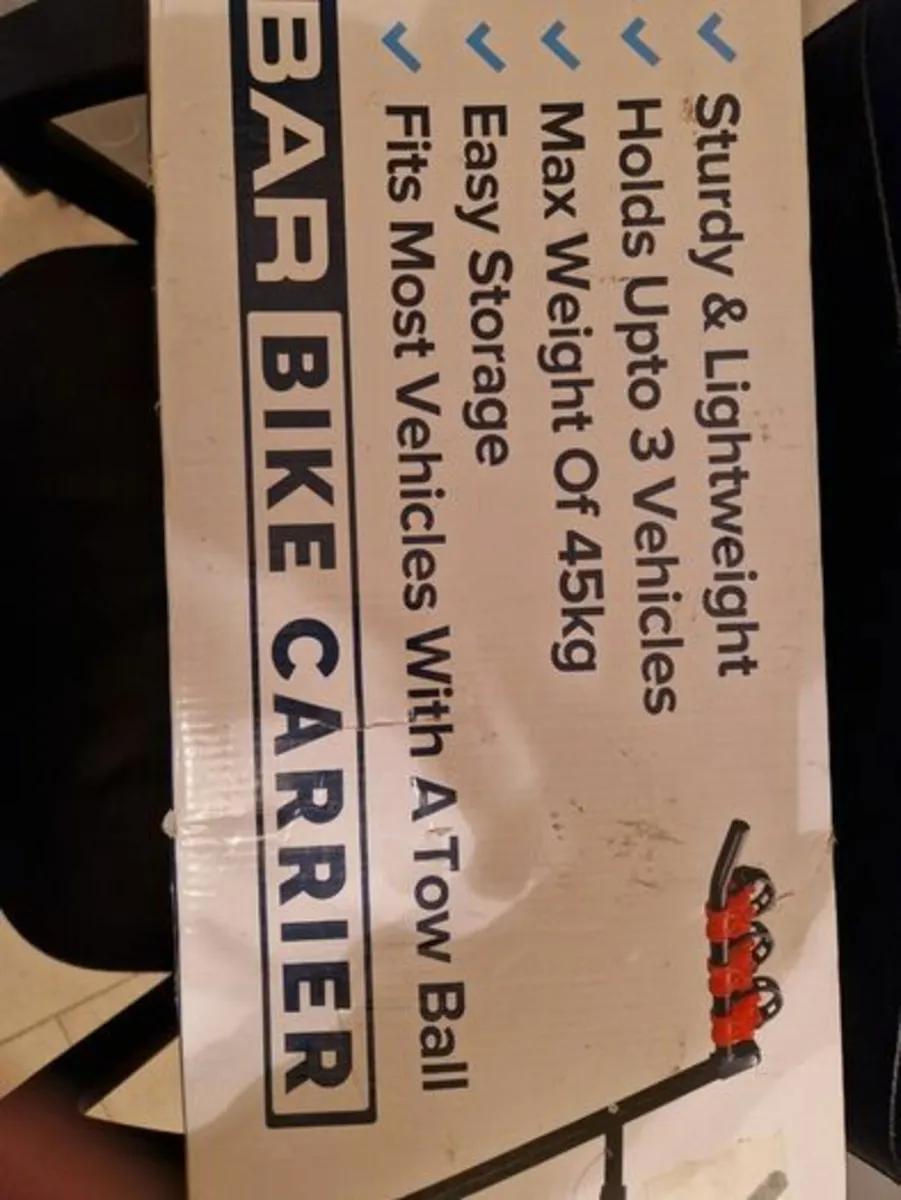 Sturdy & Lightweight
Holds Upto 3 Vehicles
Max Weight Of 45kg
Easy Storage
Fits Most Vehicles With A Tow Ball
BAR BIKE CARRIER